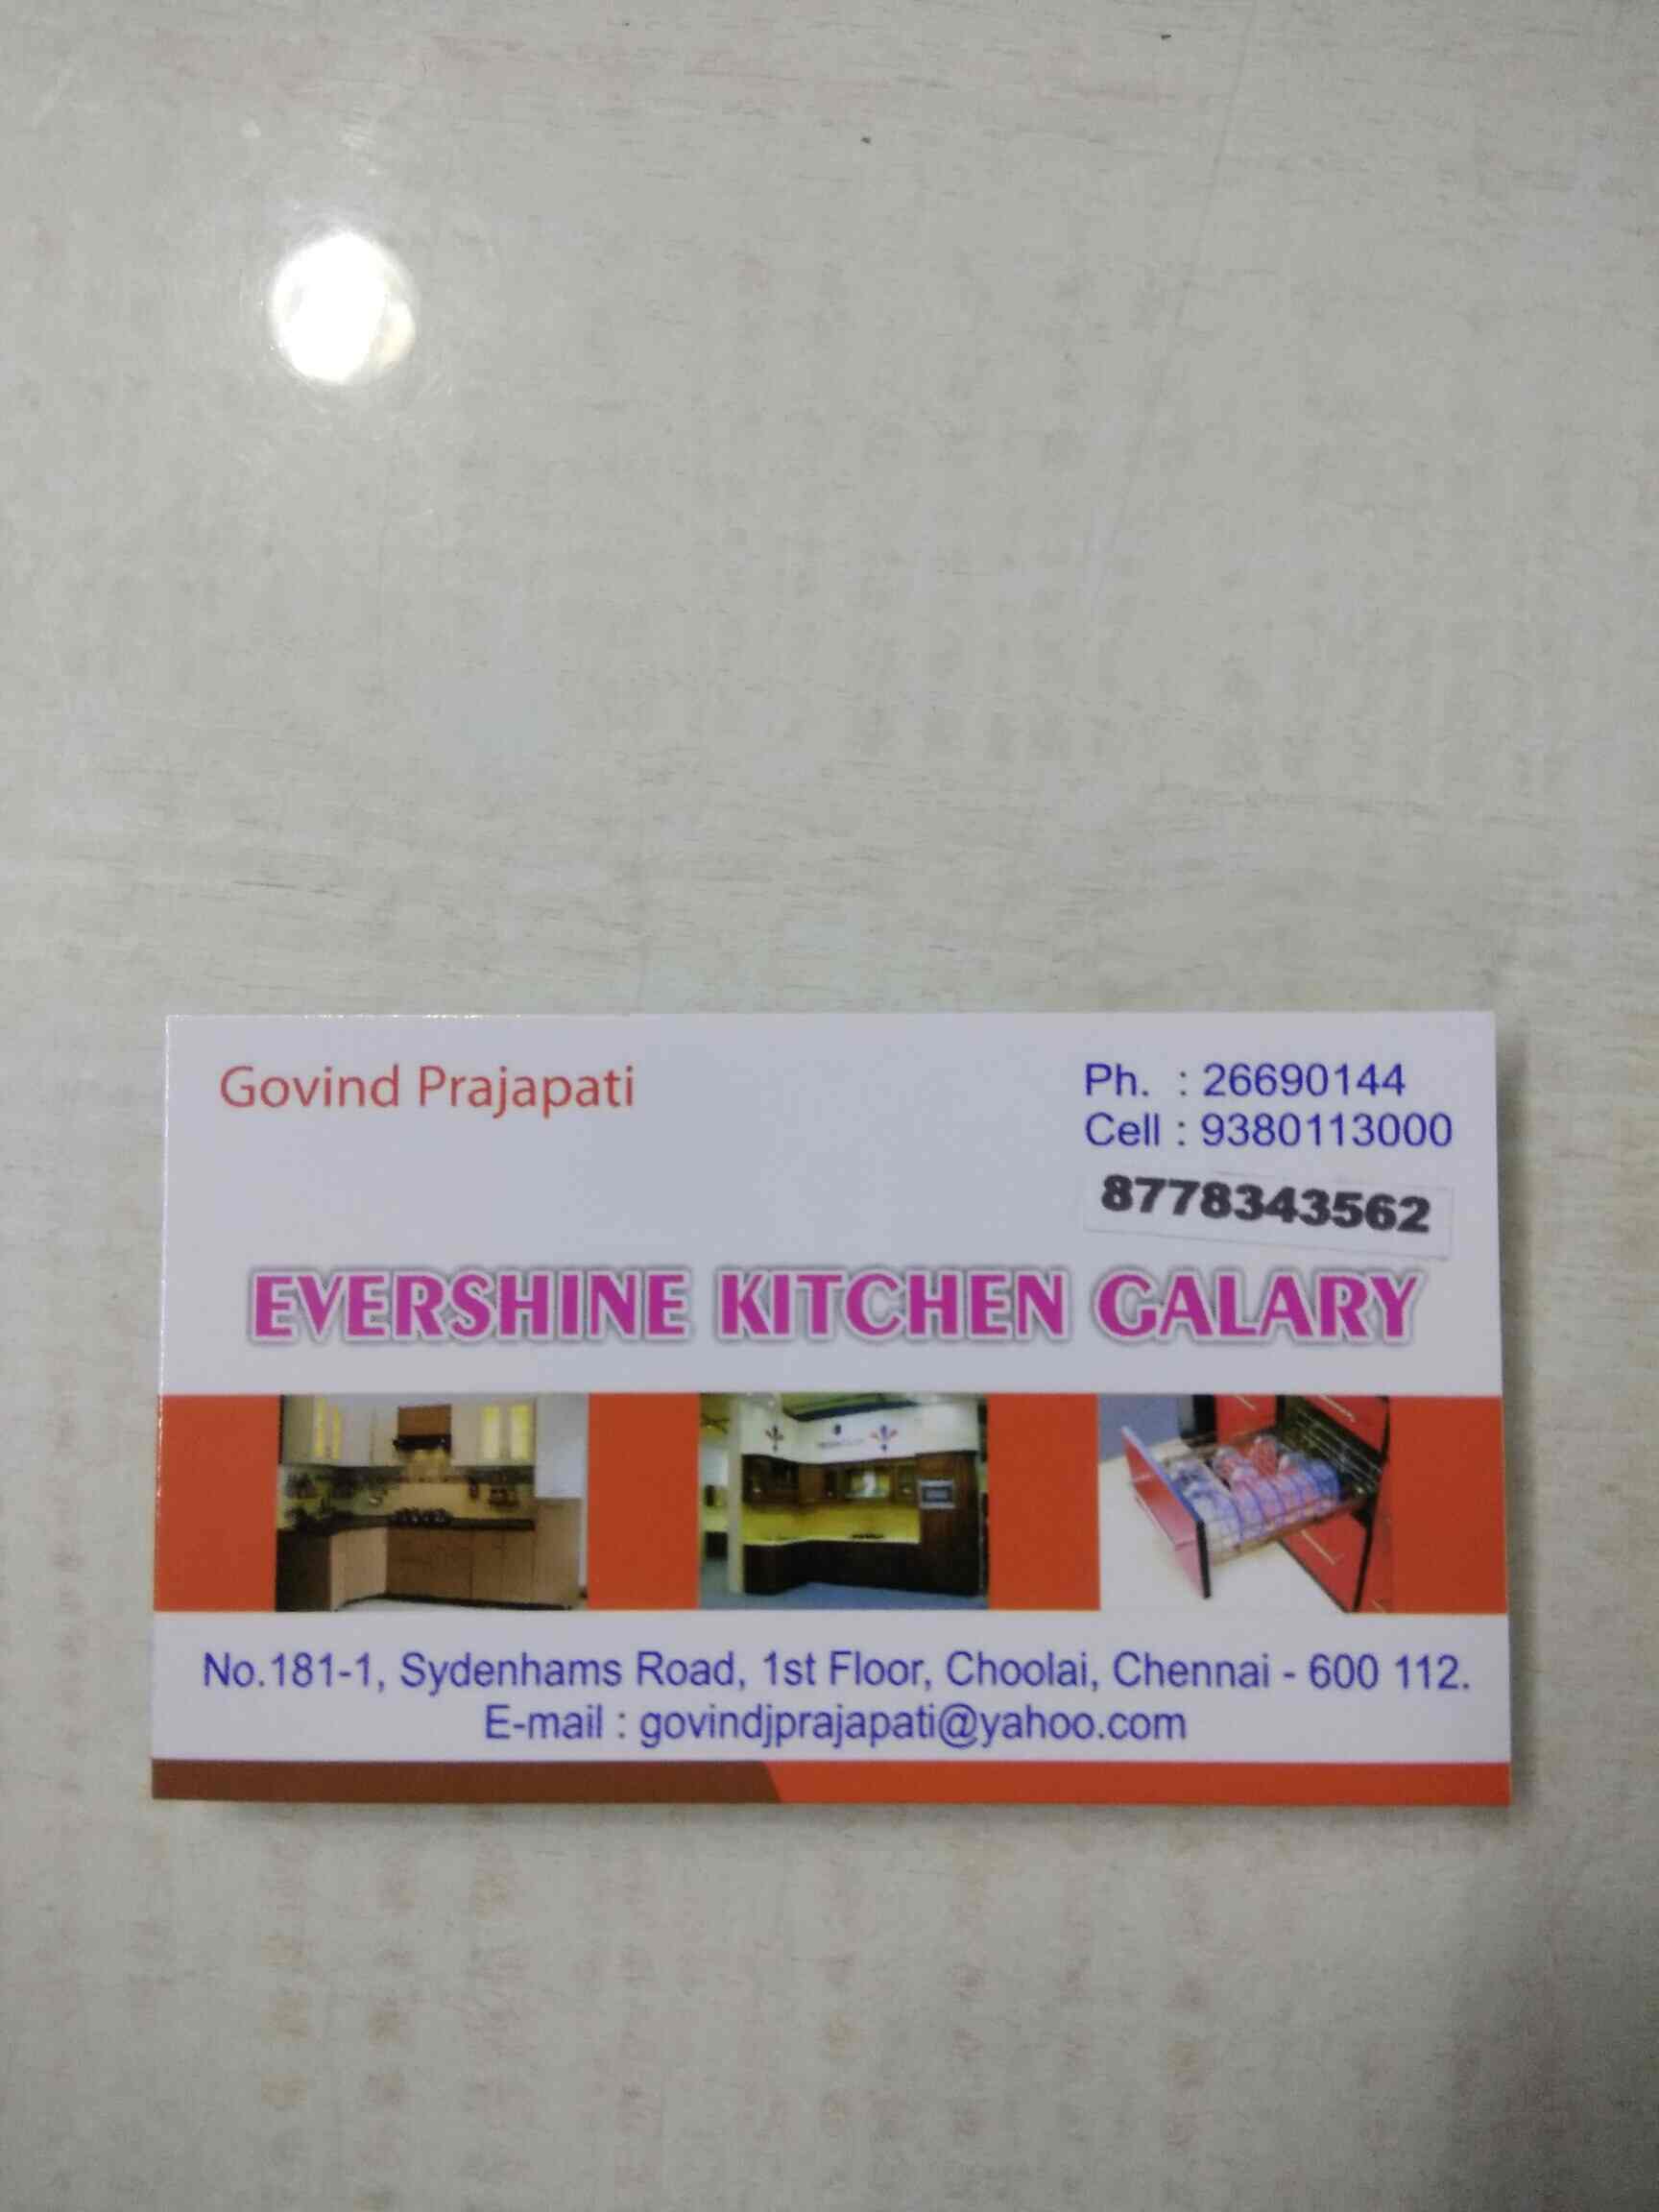 Govind Prajapati
Ph. : 26690144
Cell : 9380113000
8778343562
EVERSHINE KITCHEN GALARY
No.181-1, Sydenhams Road, 1st Floor, Choolai, Chennai - 600 112.
E-mail : govindjprajapati@yahoo.com